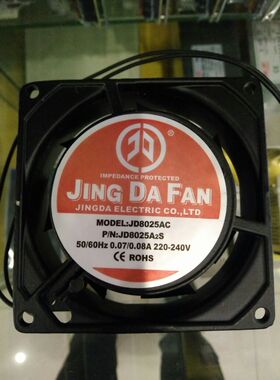 IMPEDANCE PROTECTED
JING DA FAN
JINGDA ELECTRIC CO.,LTD
MODEL:JD8025AC
P/N:JD8025A2S
50/60Hz 0.07/0.08A 220-240V
CE ROHS